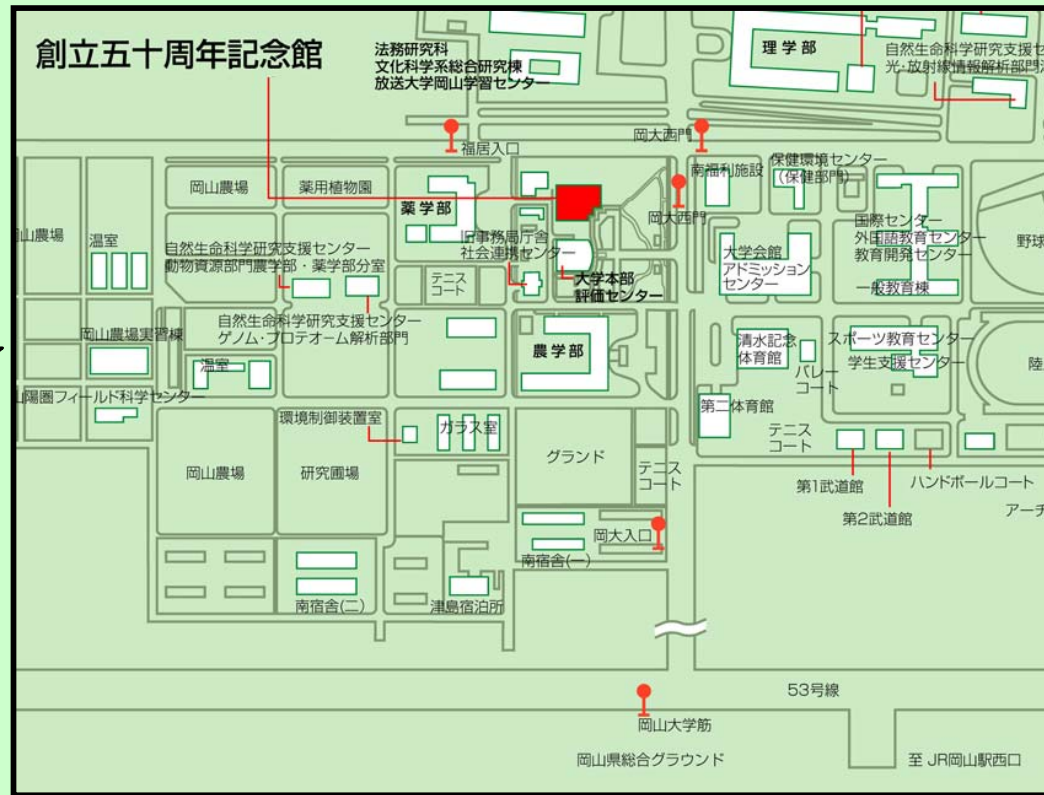 創立五十周年記念館
法務研究科
文化科学系総合研究棟
放送大学岡山学習センター
理学部
自然生命科学研究支援セ
光・放射線情報解析部門
福居入口
岡大西門
岡山農場
薬用植物園
薬学部
岡大西門
南福利施設
保健環境センター
（保健部門）
山農場
温室
自然生命科学研究支援センター
動物資源部門農学部・薬学部分室
旧事務局庁舎
社会連携センター
テニス
コート
大学本部
評価センター
大学会館
アドミッション
センター
国際センター
外国語教育センター
教育開発センター
一般教育棟
野球
岡山農場実習棟
自然生命科学研究支援センター
ゲノム・プロテオーム解析部門
温室
農学部
清水記念
体育館
バレー
コート
スポーツ教育センター
学生支援センター
陸
山陽圏フィールド科学センター
環境制御装置室
ガラス室
第二体育館
テニス
コート
岡山農場
研究圃場
グランド
テニス
コート
第1武道館
第2武道館
ハンドボールコート
アーチ
岡大入口
南宿舎(一)
南宿舎(二)
津島宿泊所
53号線
岡山大学筋
岡山県総合グラウンド
至 JR岡山駅西口